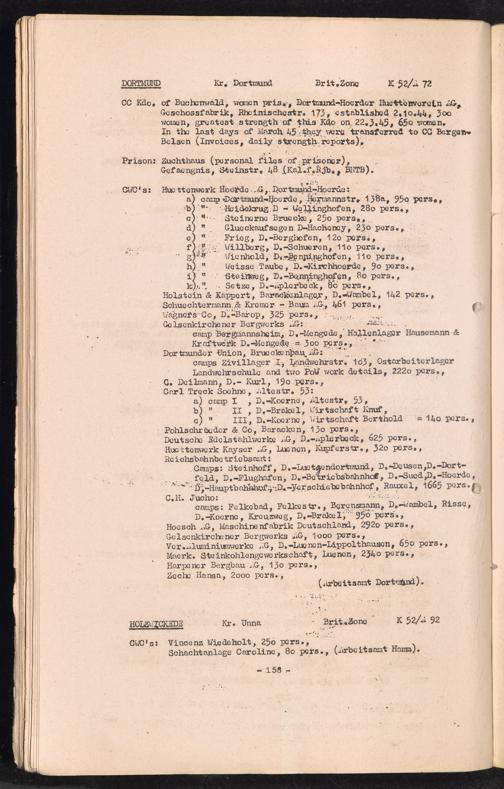 DORTMUND Kr. Dortmund Brit.Zone K 52/A 72
CC Kdo. of Buchenwald, women pris., Dortmund-Hoerder Huettenverein AG,
Geschossfabrik, Rheinischestr. 173, established 2.10.44, 300
women, greatest strength of this Kdo on 22.3.45, 650 women.
In the last days of March 45 they were transferred to CC Bergen-
Belsen (Invoices, daily strength reports).
Prison: Zuchthaus (personal files of prisoner),
Gefaengnis, Steinstr. 48 (Kal.f.Rjb., BNTB).
CWC's: Huettenwerk Hoerde AG, Dortmund-Hoerde:
a) camp Dortmund-Hoerde, Hermannstr. 138a, 950 pers.,
b) " Heidekrug D - Wellinghofen, 280 pers.,
c) " Steinerne Bruecke, 250 pers.,
d) " Glueckaufsegen D-Hacheney, 230 pers.,
e) " Frieg, D.-Berghofen, 120 pers.,
f) " Willberg, D.-Schueren, 110 pers.,
g) " Wienhold, D.-Benninghofen, 110 pers.,
h) " Weisse Taube, D.-Kirchhoerde, 90 pers.,
i) " Steilweg, D.-Benninghofen, 80 pers.,
k) " Setze, D.-Aplerbeck, 80 pers.,
Holstein & Kappert, Barackenlager, D.-Wambel, 142 pers.,
Schuechtermann & Kremer - Baum AG, 461 pers.,
Wagner & Co, D.-Barop, 325 pers.,
Gelsenkirchener Bergwerks AG:
camp Bergmannsheim, D.-Mengede, Hallenlager Hausemann &
Kraftwerk D.-Mengede = 300 pers.,
Dortmunder Union, Brueckenbau AG:
camps Zivillager I, Landwehrstr. 103, Ostarbeiterlager
Landwehrschule and two PoW work details, 2220 pers.,
C. Deilmann, D.- Kurl, 190 pers.,
Carl Treck Soehne, Altestr. 53:
a) camp I , D.-Koerne, Altestr. 53,
b) " II , D.-Brakel, Wirtschaft Knuf,
c) " III, D.-Koerne, Wirtschaft Berthold = 140 pers.,
Pohlschroeder & Co, Baracken, 130 pers.,
Deutsche Edelstahlwerke AG, D.-Aplerbeck, 625 pers.,
Huettenwerk Kayser AG, Luenen, Kupferstr., 320 pers.,
Reichsbahnbetriebsamt:
Camps: Steinhoff, D.-Luetgendortmund, D.-Deusen, D.-Dort-
feld, D.-Flughafen, D.-Betriebsbahnhof, D.-Sued, D.-Hoerde,
D.-Hauptbahnhof, D.-Verschiebebahnhof, Rauxel, 1665 pers.,
C.H. Jucho:
camps: Felkebad, Felkestr., Berensmann, D.-Wambel, Risse,
D.-Koerne, Kreuzweg, D.-Brakel, 950 pers.,
Hoesch AG, Maschinenfabrik Deutschland, 2920 pers.,
Gelsenkirchener Bergwerks AG, 1000 pers.,
Ver.Aluminiumwerke AG, D.-Luenen-Lippolthausen, 650 pers.,
Maerk. Steinkohlengewerkschaft, Luenen, 2340 pers.,
Harpener Bergbau AG, 130 pers.,
Zeche Hansa, 2000 pers.,
(Arbeitsamt Dortmund).
HOLZWICKEDE Kr. Unna Brit.Zone K 52/A 92
CWC's: Vincenz Wiedeholt, 250 pers.,
Schachtanlage Caroline, 80 pers., (Arbeitsamt Hamm).
- 158 -